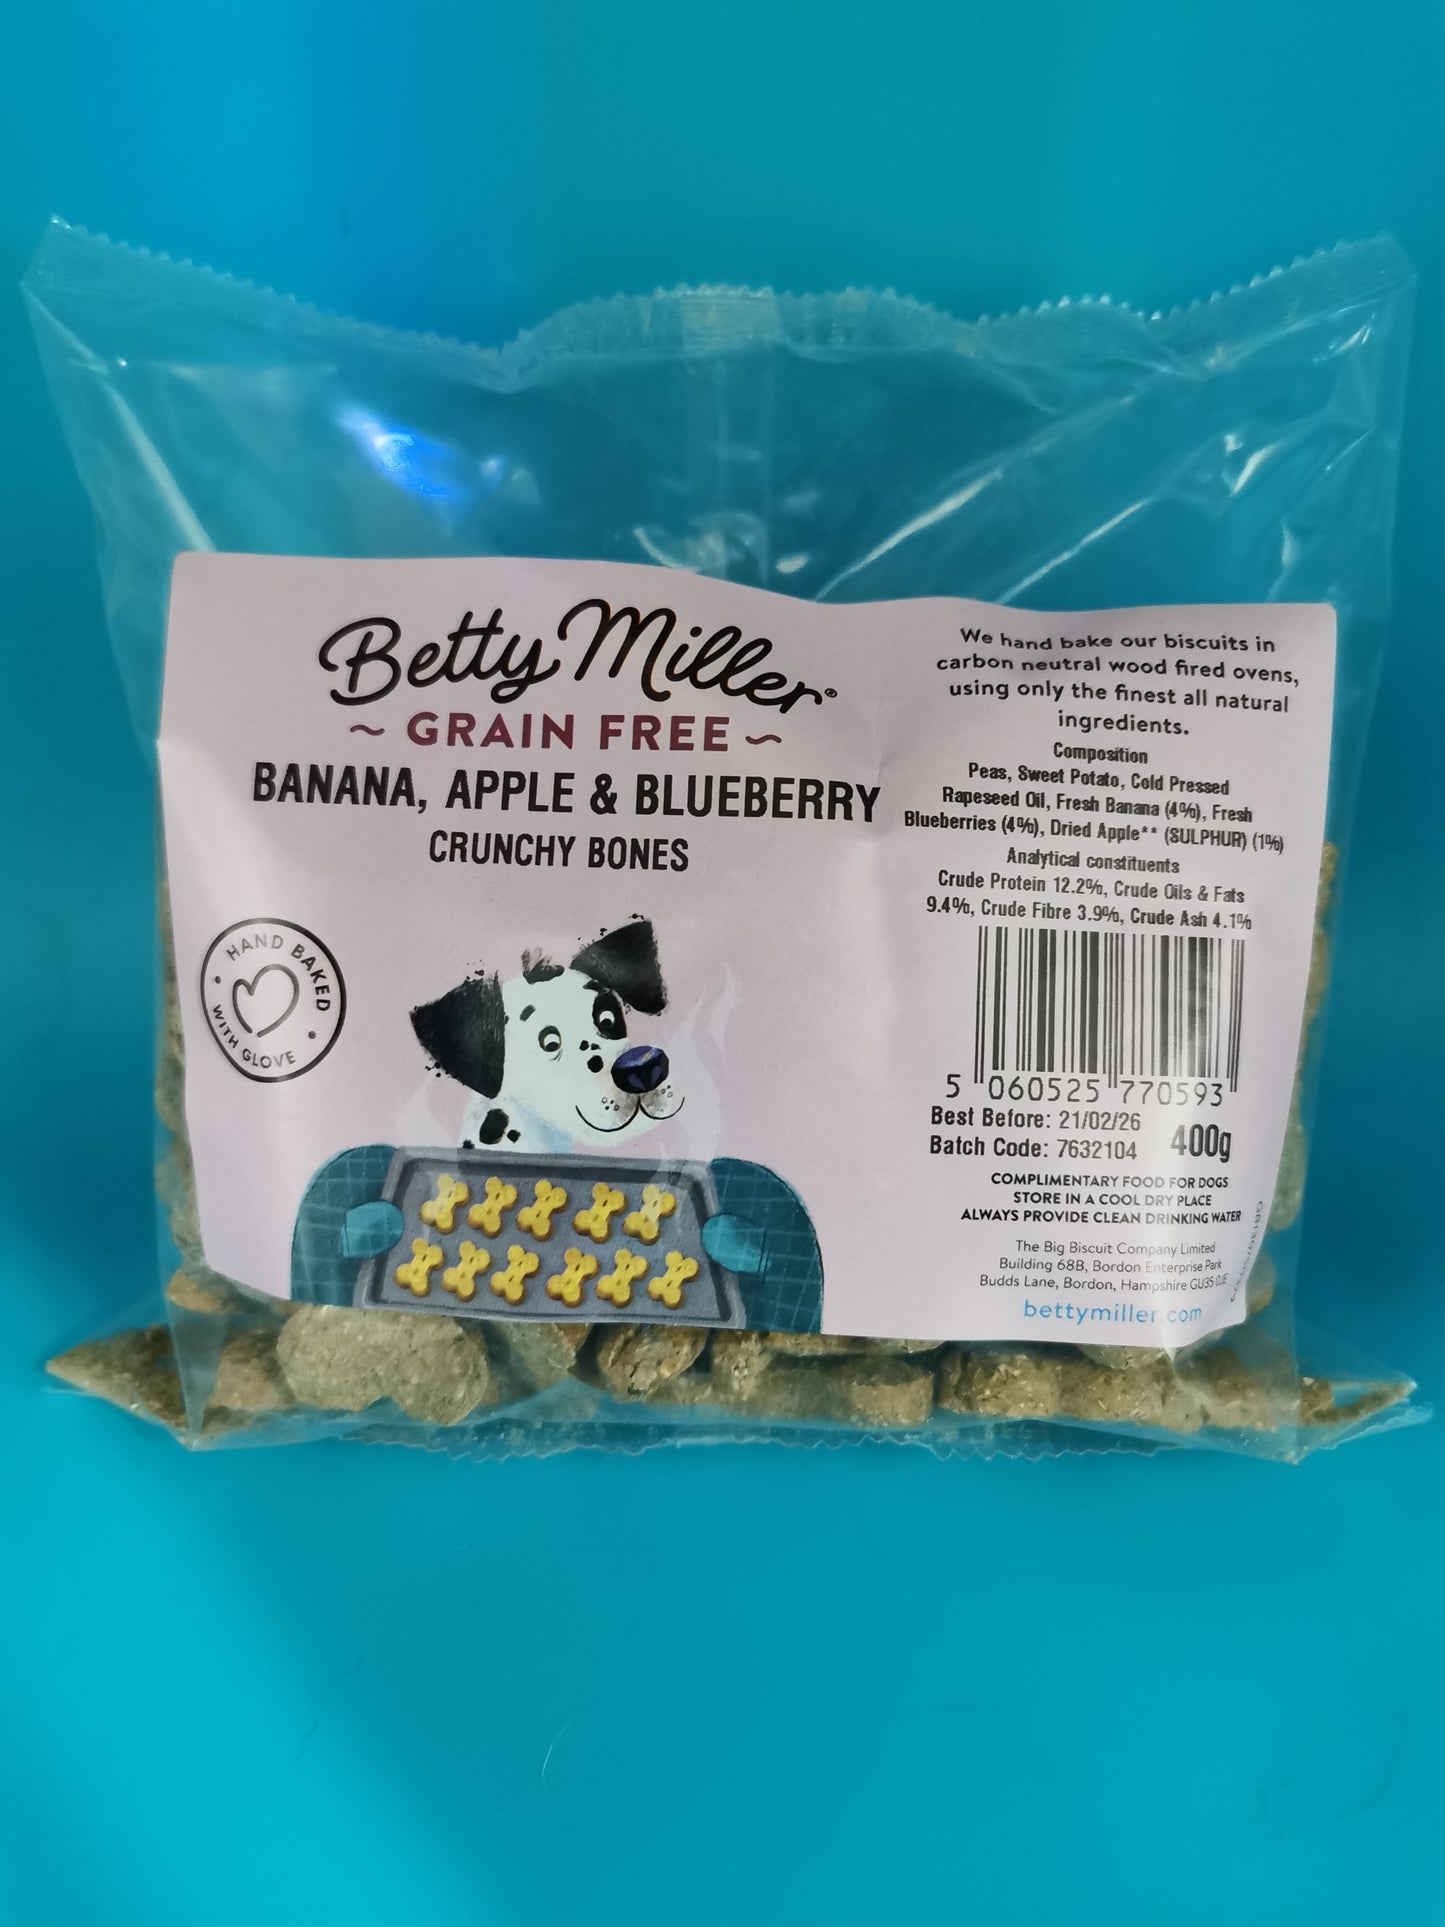 Betty Miller®
~ GRAIN FREE ~
BANANA, APPLE & BLUEBERRY
CRUNCHY BONES
HAND BAKED
WITH GLOVE
We hand bake our biscuits in
carbon neutral wood fired ovens,
using only the finest all natural
ingredients.
Composition
Peas, Sweet Potato, Cold Pressed
Rapeseed Oil, Fresh Banana (4%), Fresh
Blueberries (4%), Dried Apple** (SULPHUR) (1%)
Analytical constituents
Crude Protein 12.2%, Crude Oils & Fats
9.4%, Crude Fibre 3.9%, Crude Ash 4.1%
5 060525 770593
Best Before: 21/02/26
Batch Code: 7632104
400g
COMPLIMENTARY FOOD FOR DOGS
STORE IN A COOL DRY PLACE
ALWAYS PROVIDE CLEAN DRINKING WATER
The Big Biscuit Company Limited
Building 68B, Bordon Enterprise Park
Budds Lane, Bordon, Hampshire GU35 0JE
bettymiller.com